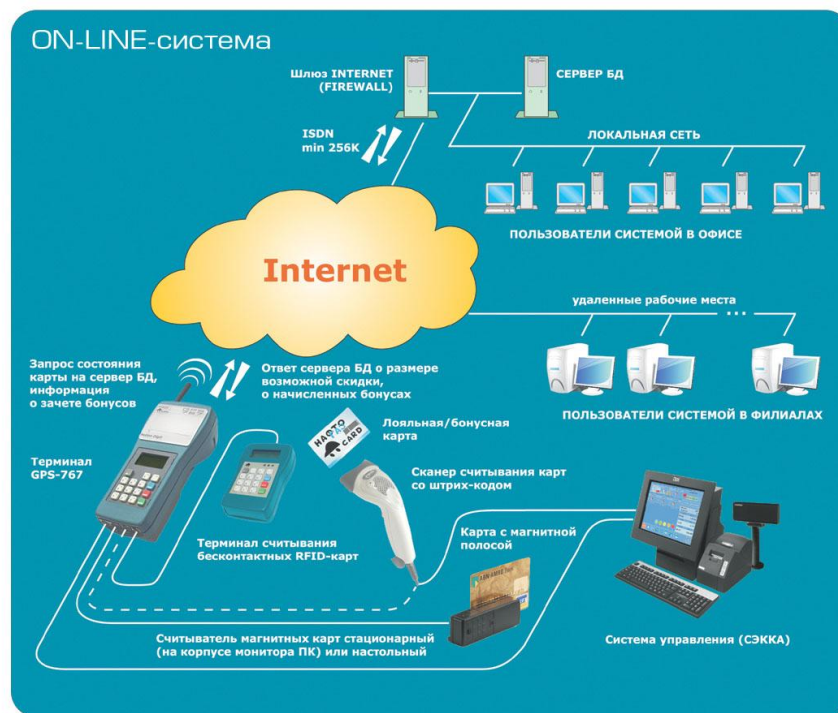 ON-LINE-система
Шлюз INTERNET
(FIREWALL)
СЕРВЕР БД
ISDN
min 256K
ЛОКАЛЬНАЯ СЕТЬ
ПОЛЬЗОВАТЕЛИ СИСТЕМОЙ В ОФИСЕ
Internet
удаленные рабочие места
...
ПОЛЬЗОВАТЕЛИ СИСТЕМОЙ В ФИЛИАЛАХ
Запрос состояния
карты на сервер БД,
информация
о зачете бонусов
Ответ сервера БД о размере
возможной скидки,
о начисленных бонусах
Лояльная/бонусная
карта
НАФТО
CARD
Терминал
GPS-767
Сканер считывания карт
со штрих-кодом
Терминал считывания
бесконтактных RFID-карт
Карта с магнитной
полосой
Считыватель магнитных карт стационарный
(на корпусе монитора ПК) или настольный
Система управления (СЭККА)